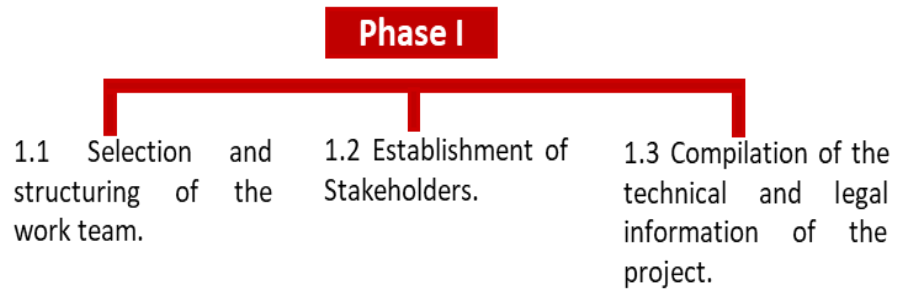 Phase I
1.1 Selection and
structuring of the
work team.
1.2 Establishment of
Stakeholders.
1.3 Compilation of the
technical and legal
information of the
project.